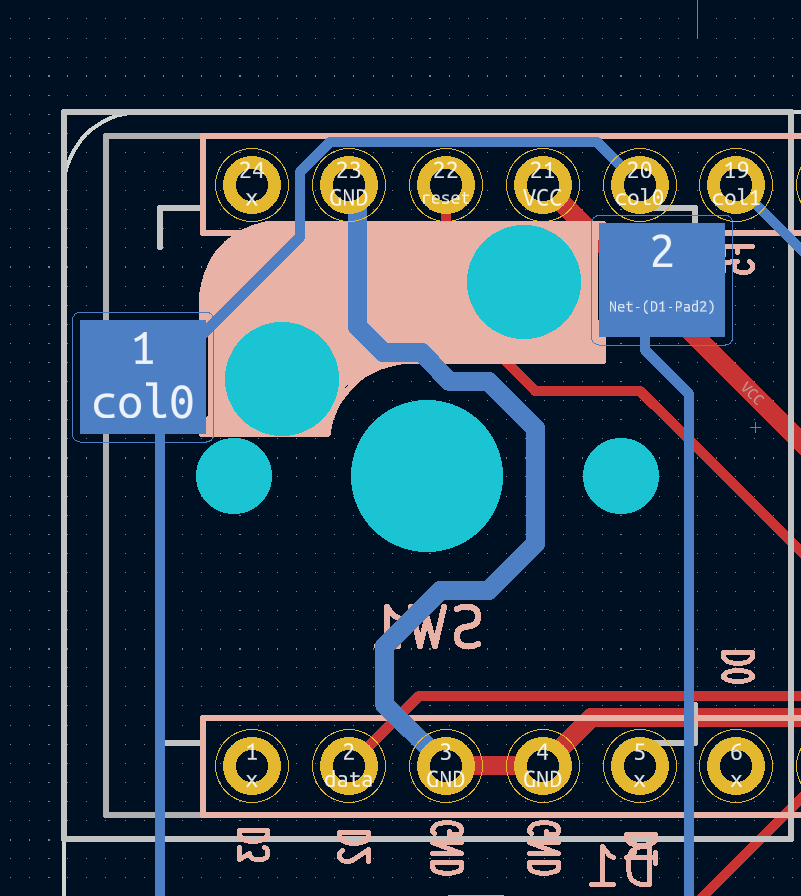 24 23 22 21 20 19
x GND reset VCC col0 col1
2
Net-(D1-Pad2)
1
col0
VCC
SW1
D0
1 2 3 4 5 6
x data GND GND x x
D3 D2 GND GND
D1